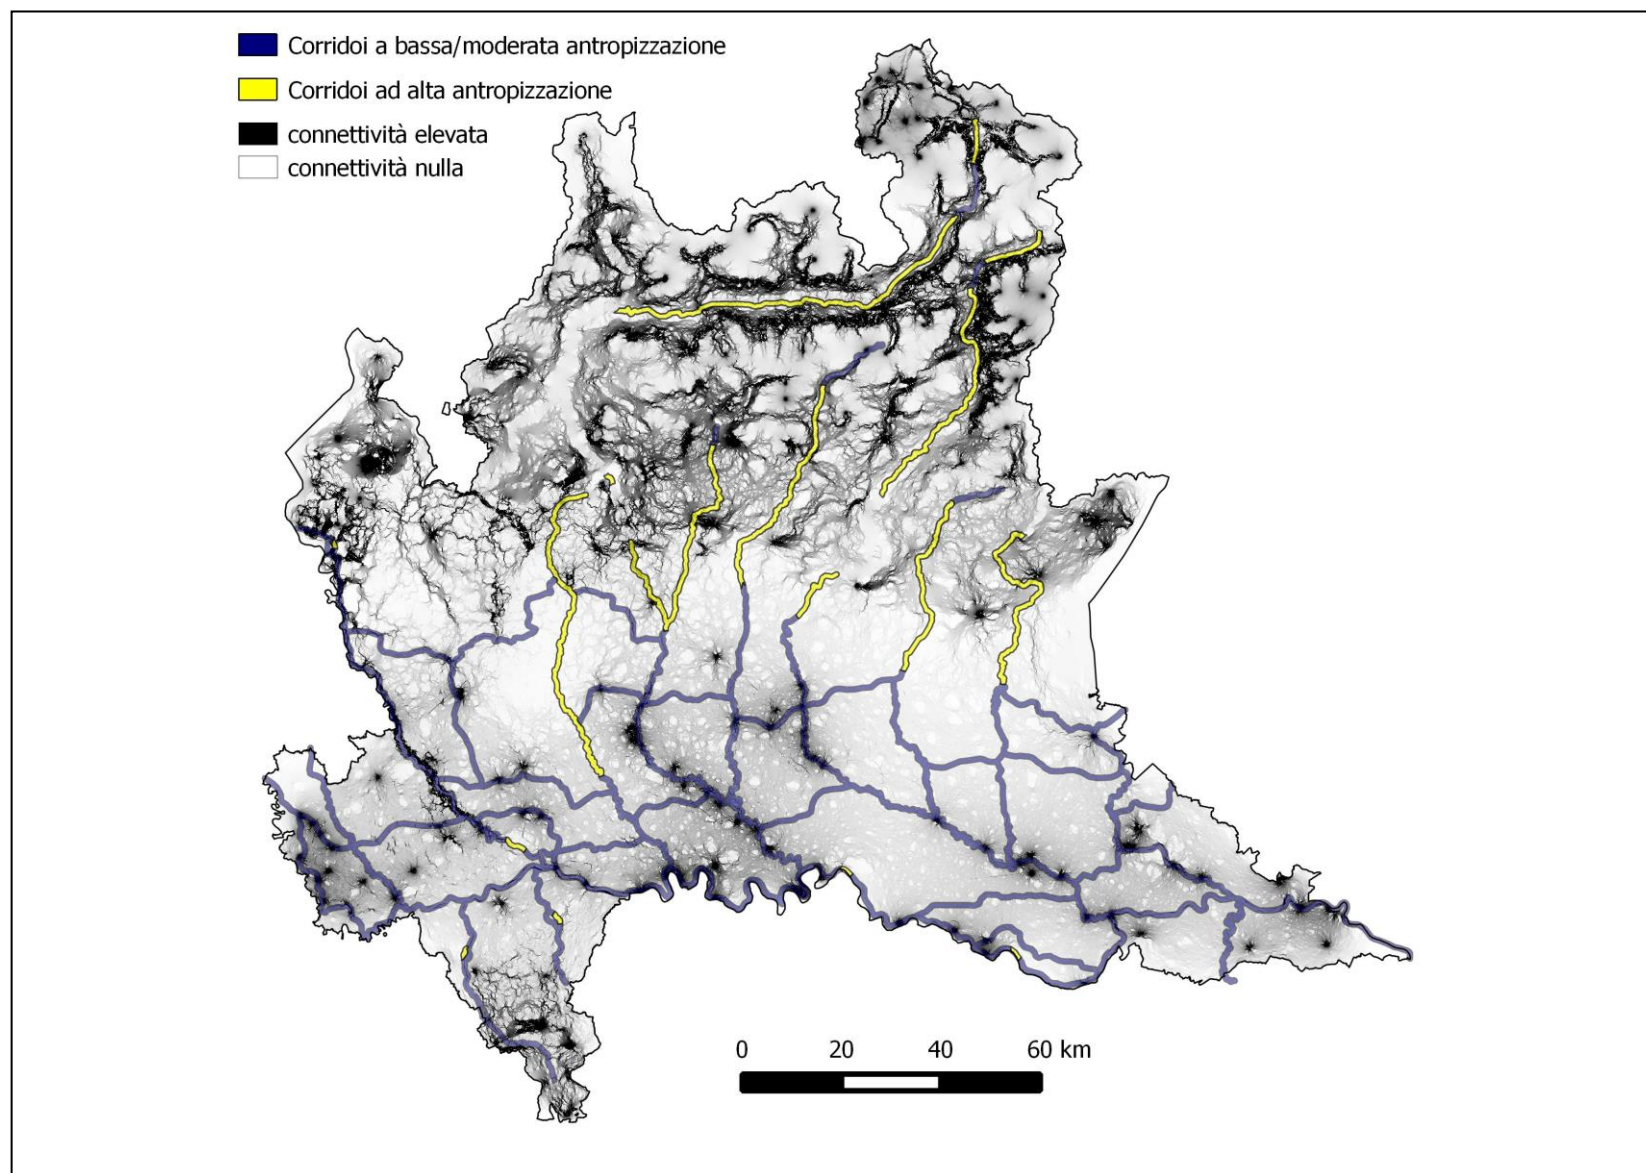 Corridoi a bassa/moderata antropizzazione
Corridoi ad alta antropizzazione
connettività elevata
connettività nulla
0 20 40 60 km